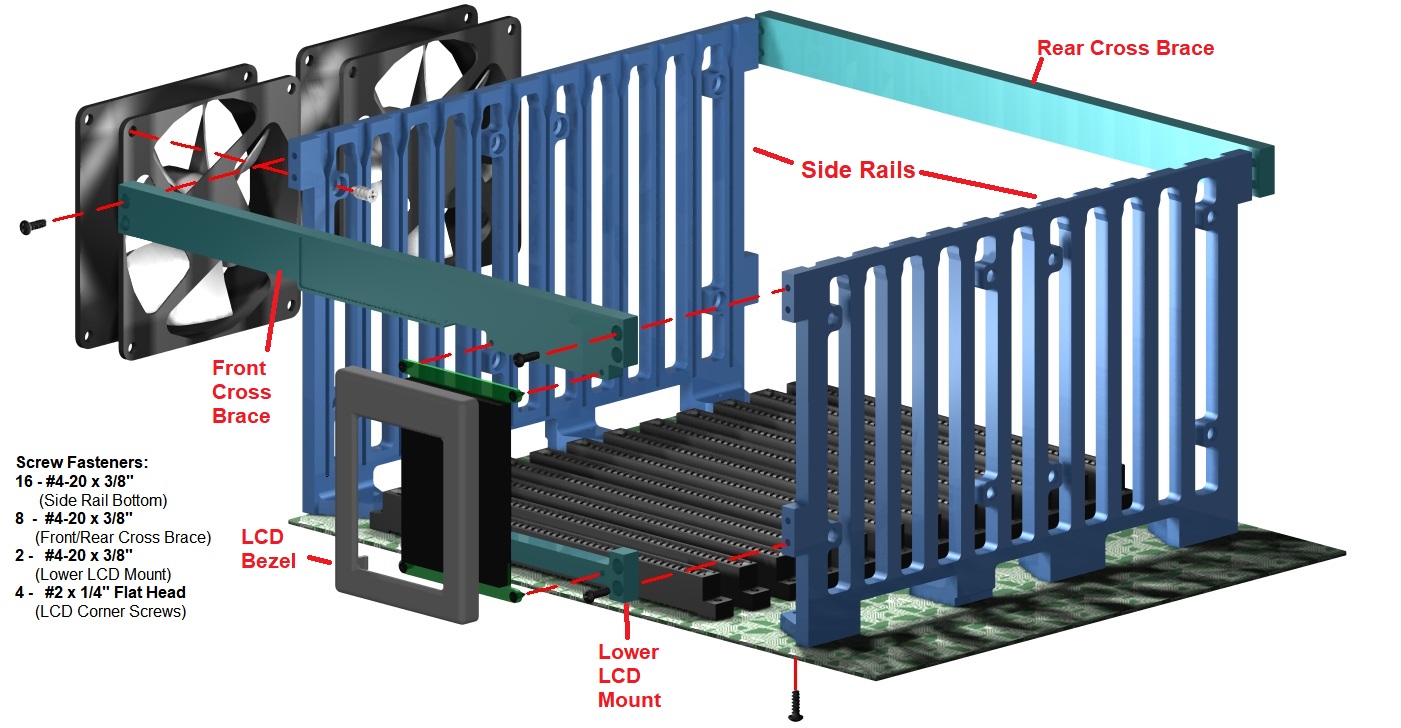 Rear Cross Brace
Side Rails
Front
Cross
Brace
Screw Fasteners:
16 - #4-20 x 3/8"
(Side Rail Bottom)
8 - #4-20 x 3/8"
(Front/Rear Cross Brace)
2 - #4-20 x 3/8"
(Lower LCD Mount)
4 - #2 x 1/4" Flat Head
(LCD Corner Screws)
LCD
Bezel
Lower
LCD
Mount